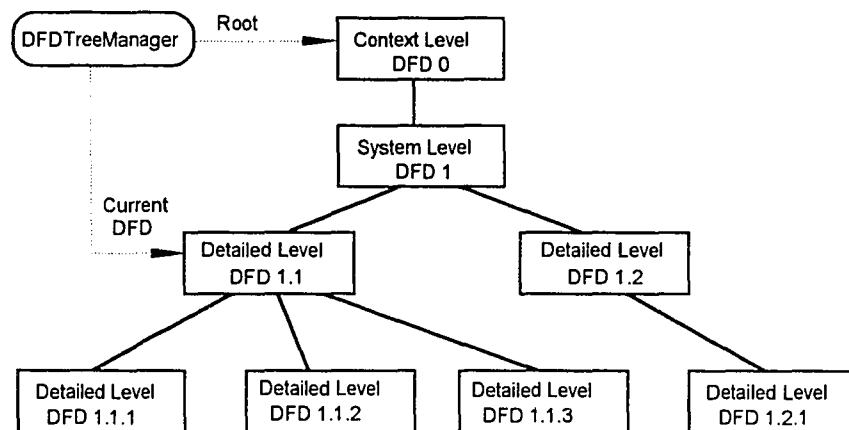 DFDTreeManager
Root
Context Level
DFD 0
System Level
DFD 1
Current
DFD
Detailed Level
DFD 1.1
Detailed Level
DFD 1.2
Detailed Level
DFD 1.1.1
Detailed Level
DFD 1.1.2
Detailed Level
DFD 1.1.3
Detailed Level
DFD 1.2.1